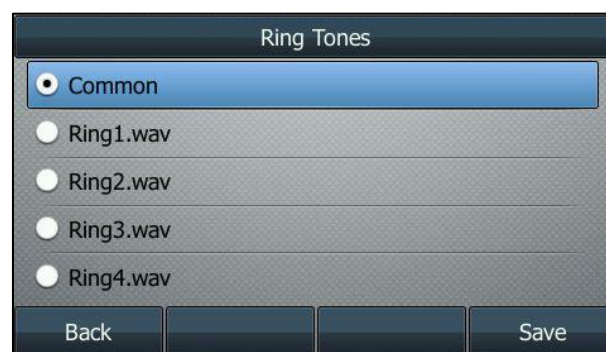 Ring Tones
Common
Ring1.wav
Ring2.wav
Ring3.wav
Ring4.wav
Back Save